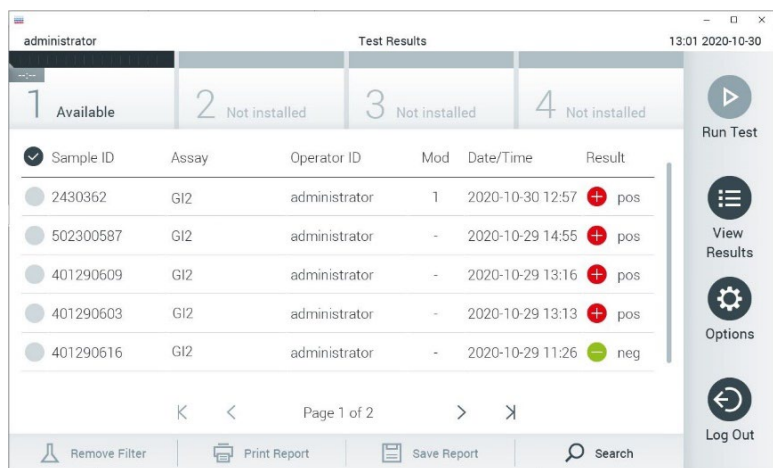 administrator Test Results 13:01 2020-10-30
--:--
1 Available 2 Not installed 3 Not installed 4 Not installed
Run Test
Sample ID Assay Operator ID Mod Date/Time Result
2430362 GI2 administrator 1 2020-10-30 12:57 pos
502300587 GI2 administrator - 2020-10-29 14:55 pos
View
Results
401290609 GI2 administrator - 2020-10-29 13:16 pos
401290603 GI2 administrator - 2020-10-29 13:13 pos
Options
401290616 GI2 administrator - 2020-10-29 11:26 neg
Page 1 of 2
Log Out
Remove Filter Print Report Save Report Search